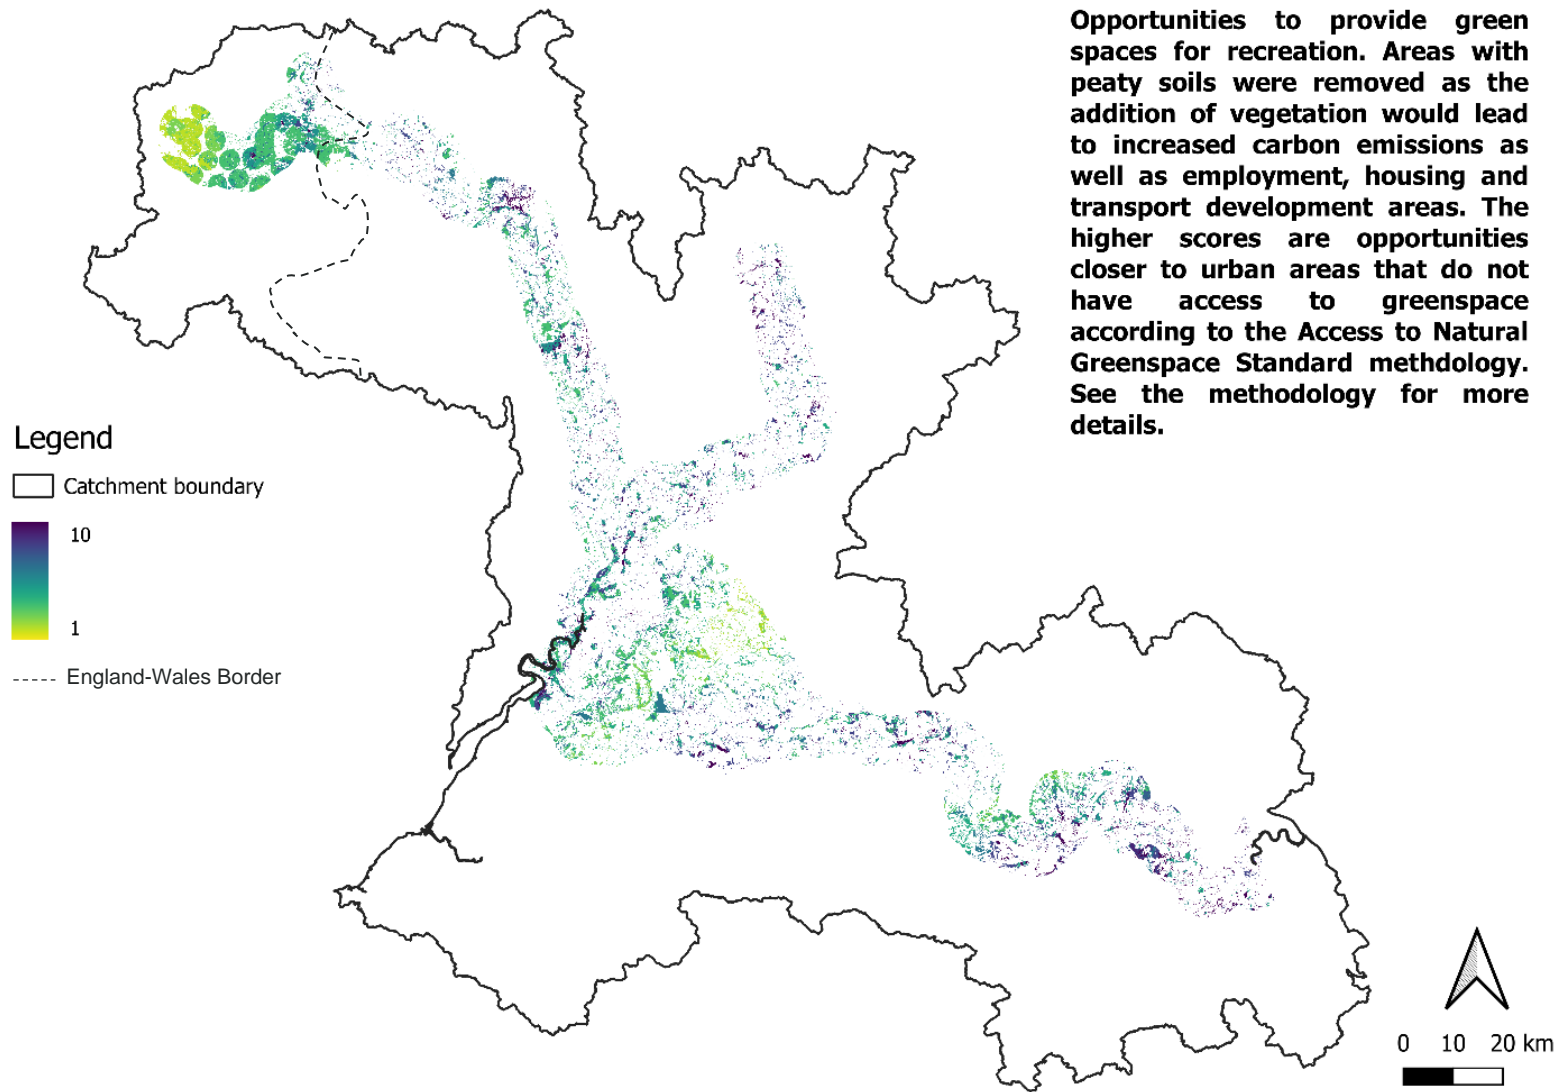 Opportunities to provide green
spaces for recreation. Areas with
peaty soils were removed as the
addition of vegetation would lead
to increased carbon emissions as
well as employment, housing and
transport development areas. The
higher scores are opportunities
closer to urban areas that do not
have access to greenspace
according to the Access to Natural
Greenspace Standard methdology.
See the methodology for more
details.
Legend
Catchment boundary
10
1
England-Wales Border
0 10 20 km